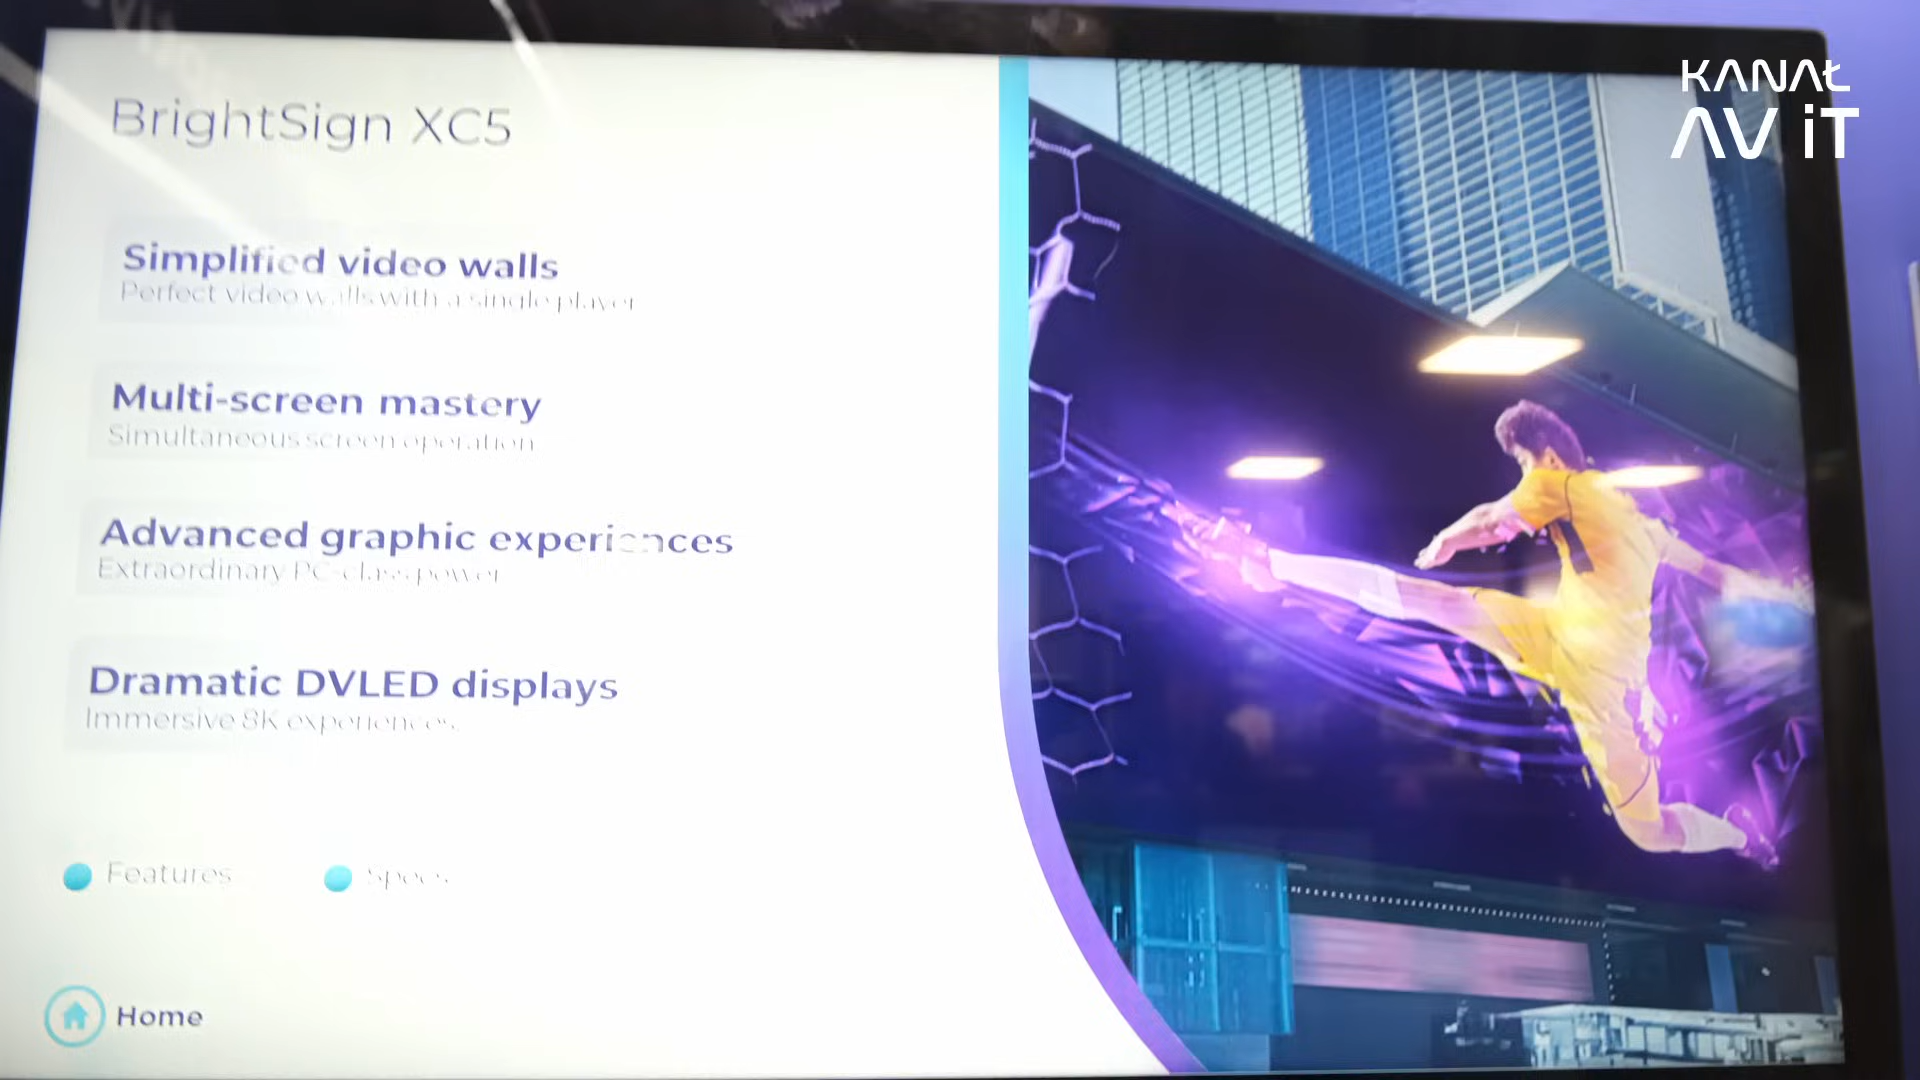 KANAŁ
AV iT
BrightSign XC5
Simplified video walls
Perfect video walls with a single player
Multi-screen mastery
Simultaneous screen operation
Advanced graphic experiences
Extraordinary PC-class power
Dramatic DVLED displays
Immersive 8K experiences.
Features
Specs
Home